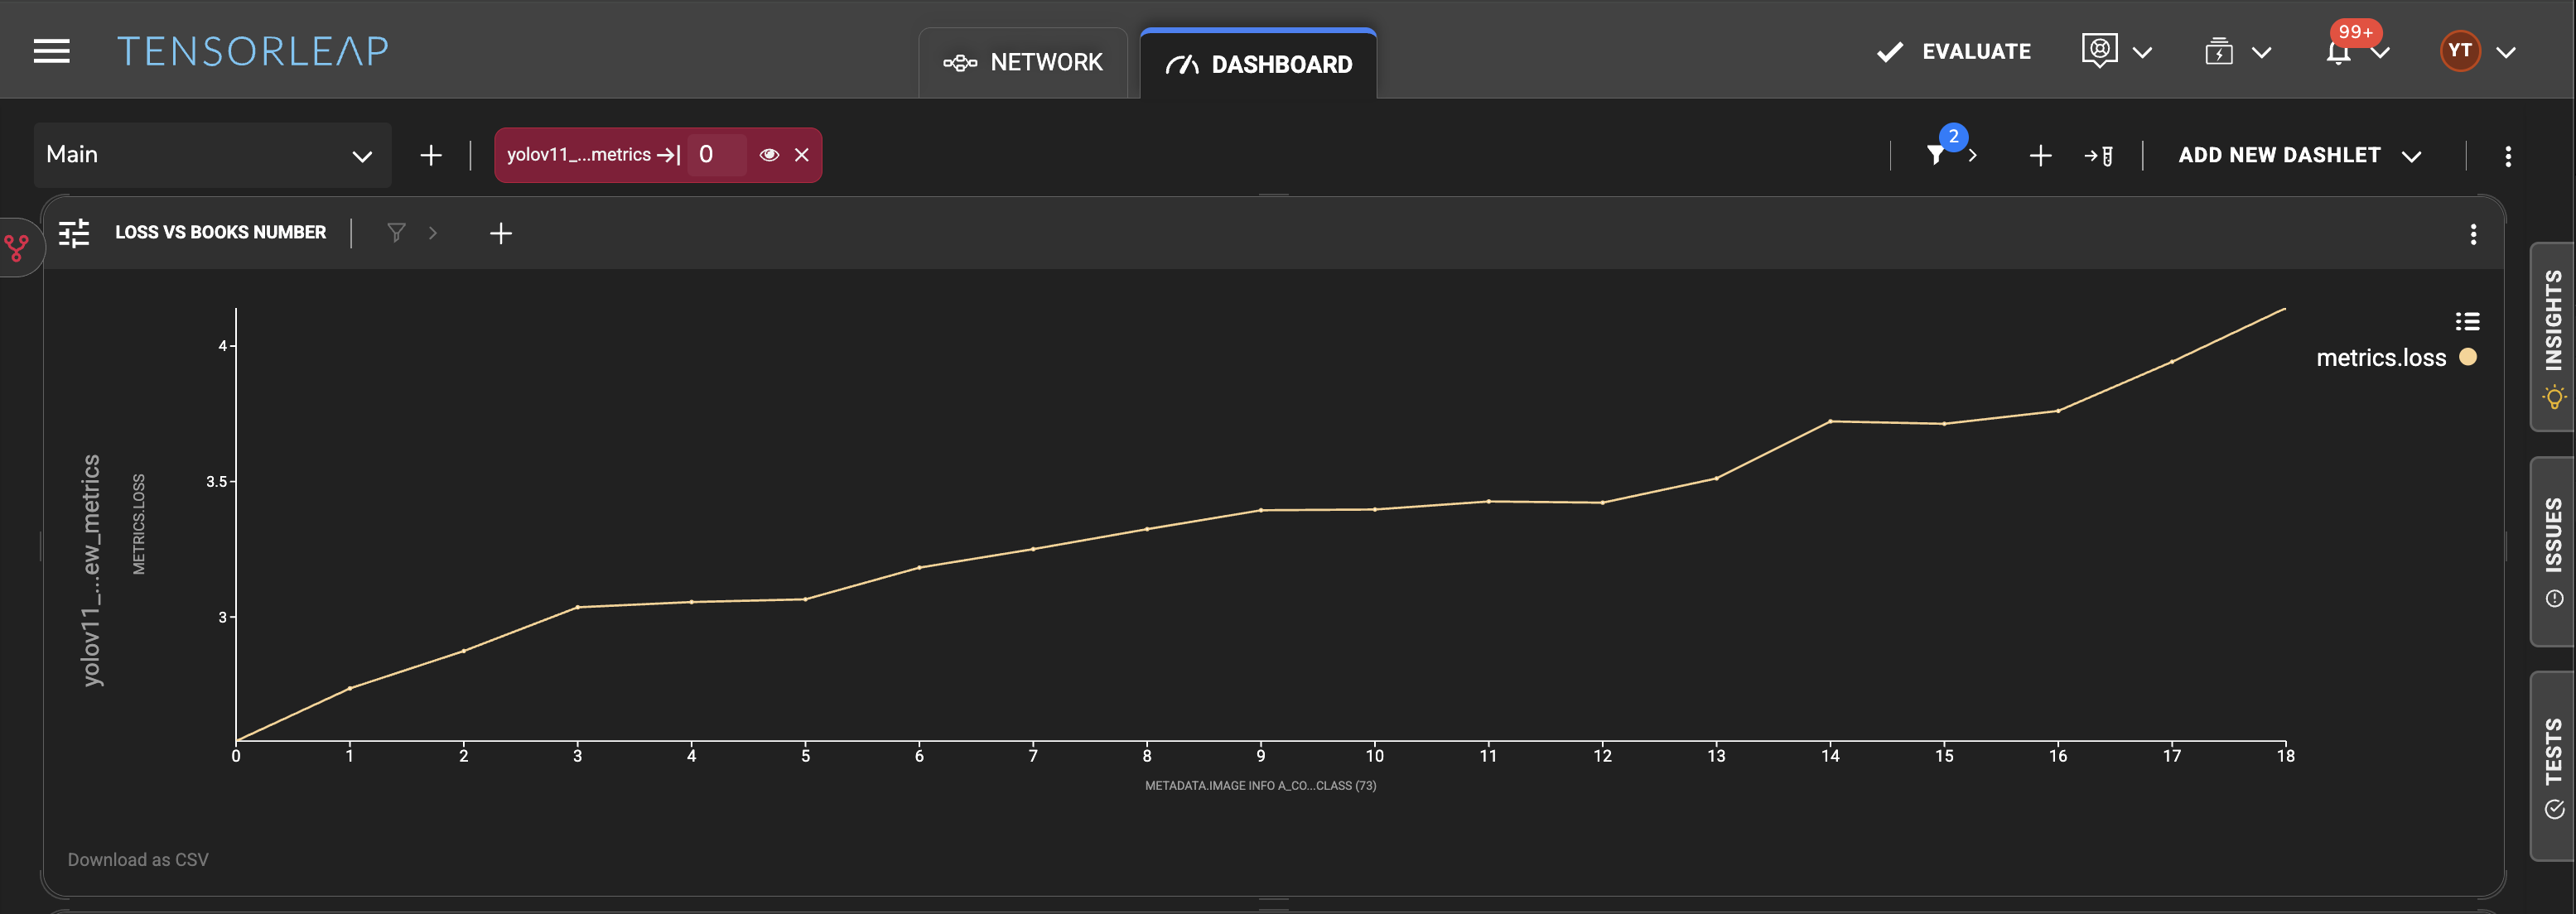 TENSORLEAP
NETWORK
DASHBOARD
EVALUATE
99+
YT
Main
yolov11_...metrics
0
2
ADD NEW DASHLET
LOSS VS BOOKS NUMBER
INSIGHTS
ISSUES
TESTS
metrics.loss
yolov11_...ew_metrics
METRICS.LOSS
4
3.5
3
0 1 2 3 4 5 6 7 8 9 10 11 12 13 14 15 16 17 18
METADATA.IMAGE INFO A_CO...CLASS (73)
Download as CSV